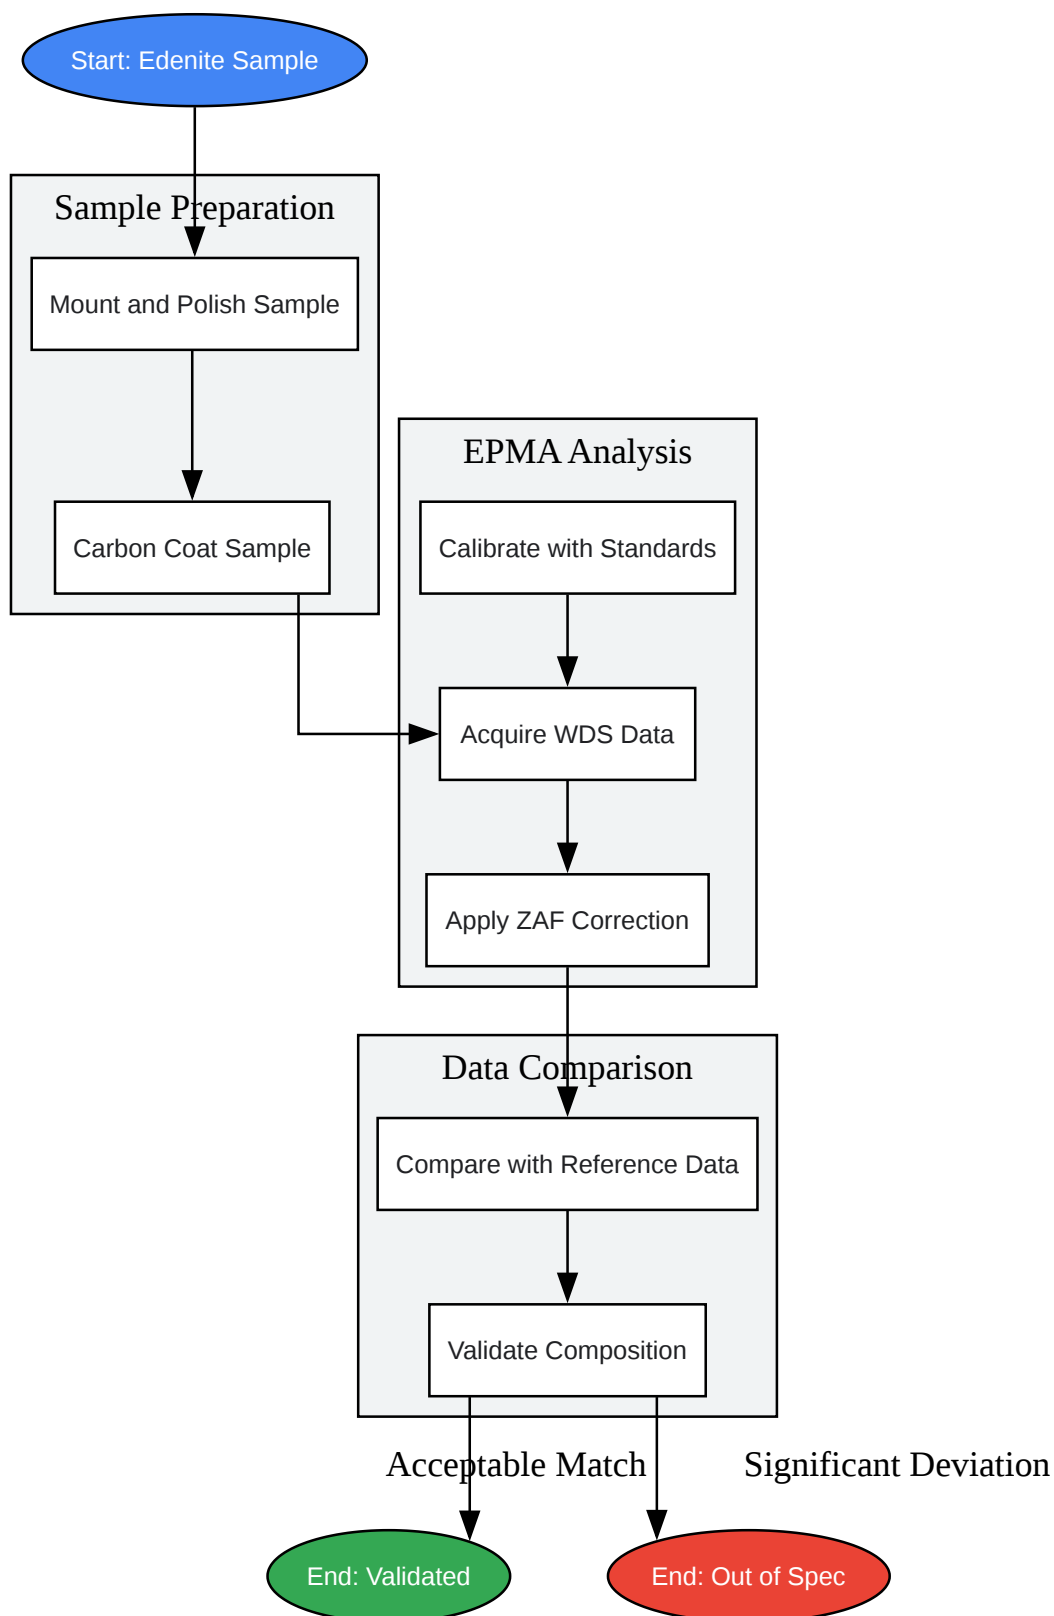 Start: Edenite Sample
Sample Preparation
Mount and Polish Sample
Carbon Coat Sample
EPMA Analysis
Calibrate with Standards
Acquire WDS Data
Apply ZAF Correction
Data Comparison
Compare with Reference Data
Validate Composition
Acceptable Match
Significant Deviation
End: Validated
End: Out of Spec